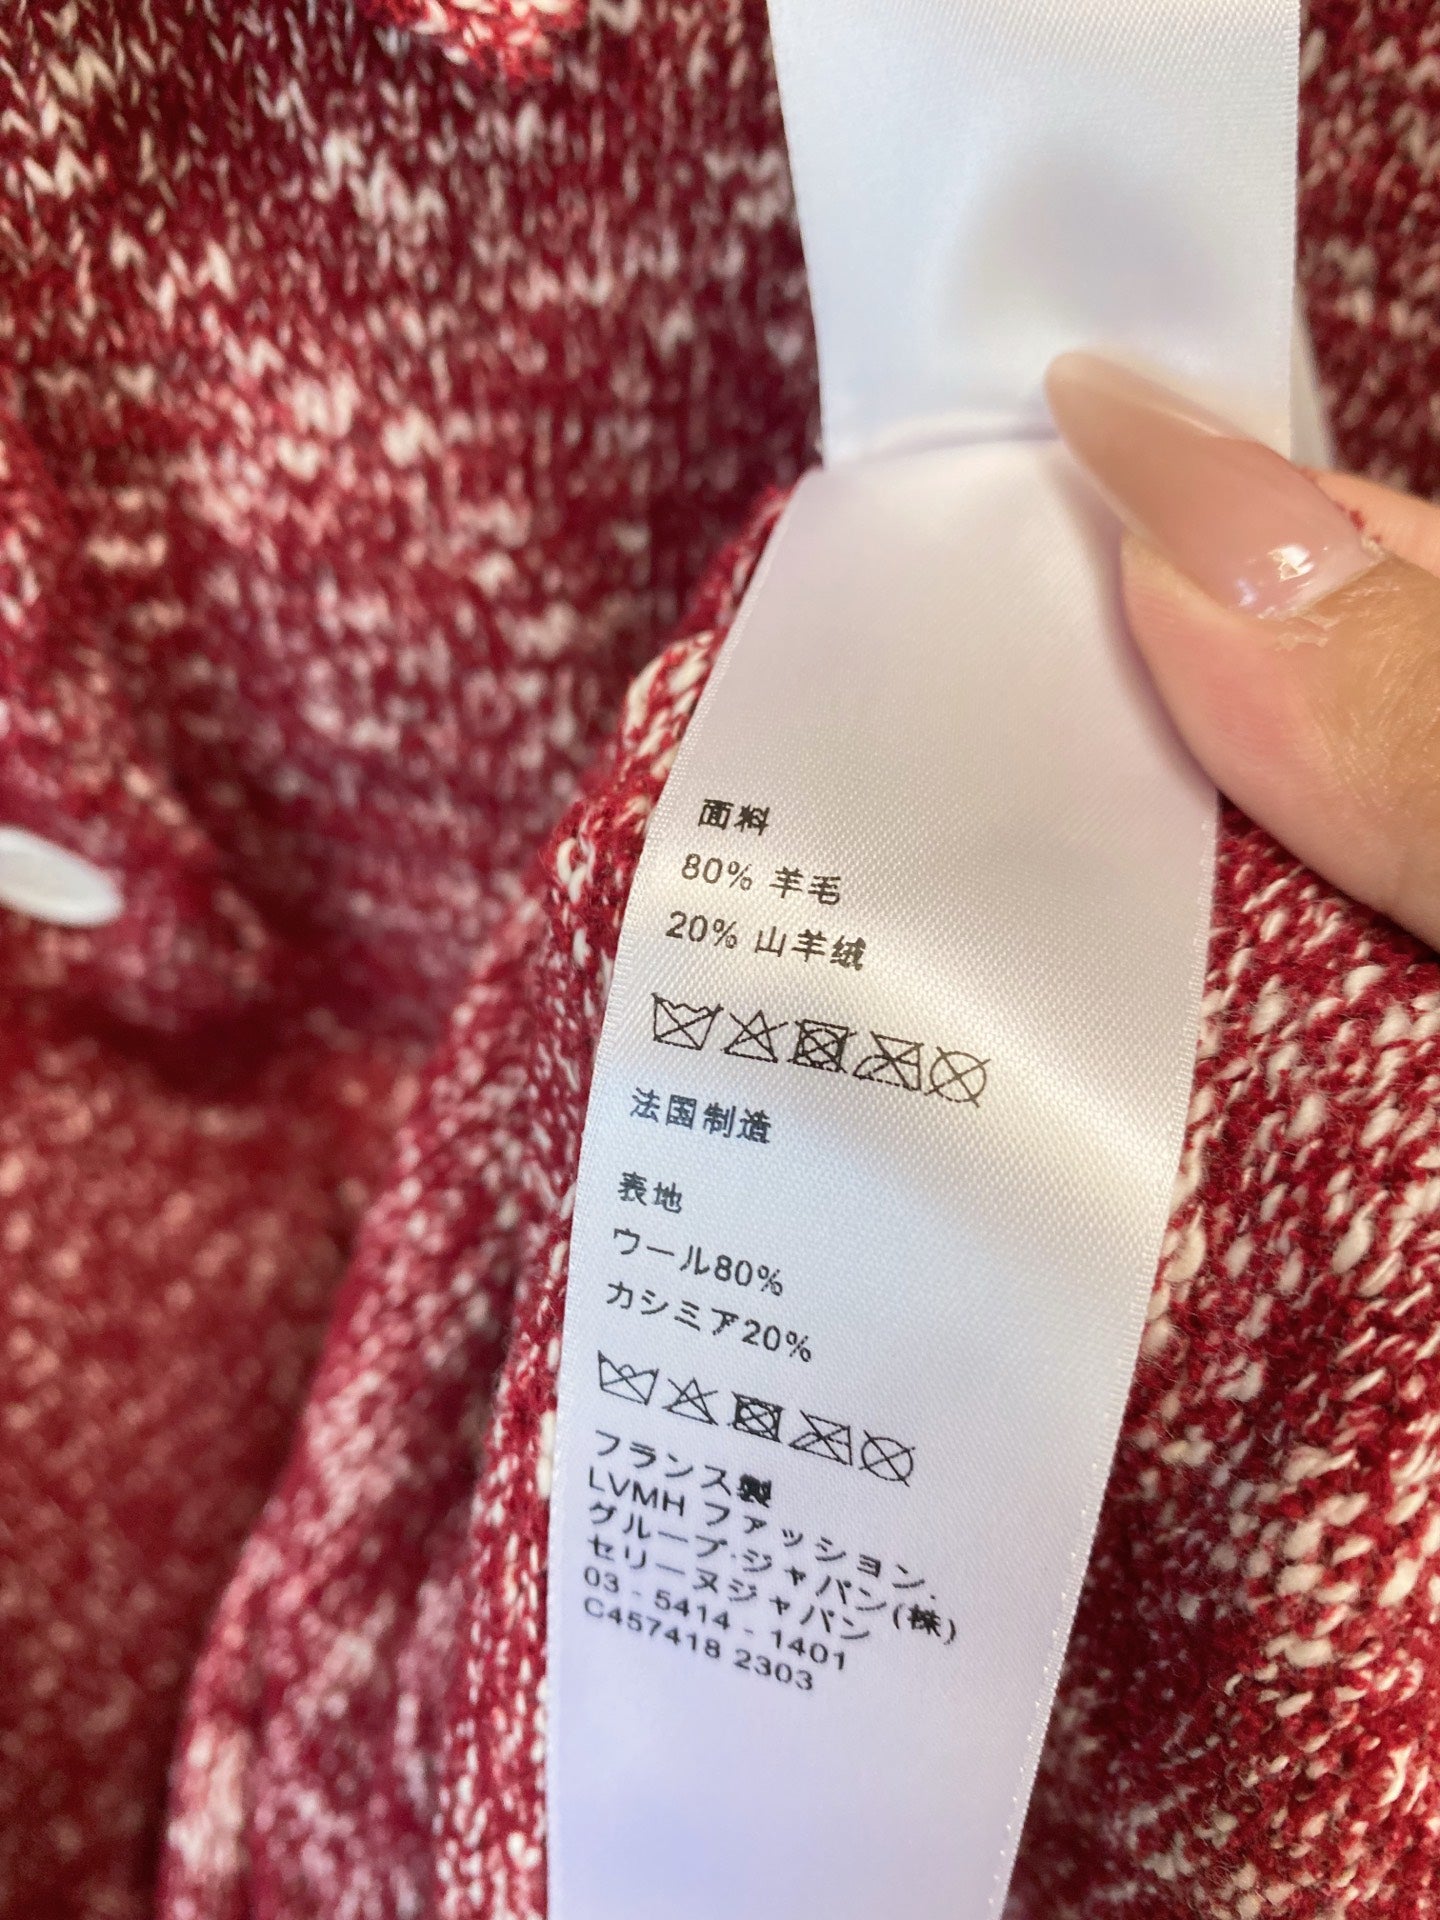 面料
80% 羊毛
20% 山羊绒
法国制造
表地
ウール80%
カシミア20%
フランス製
LVMH ファッション.
グループ·ジャパン(株)
セリーヌジャパン
03 - 5414 - 1401
C457418 2303